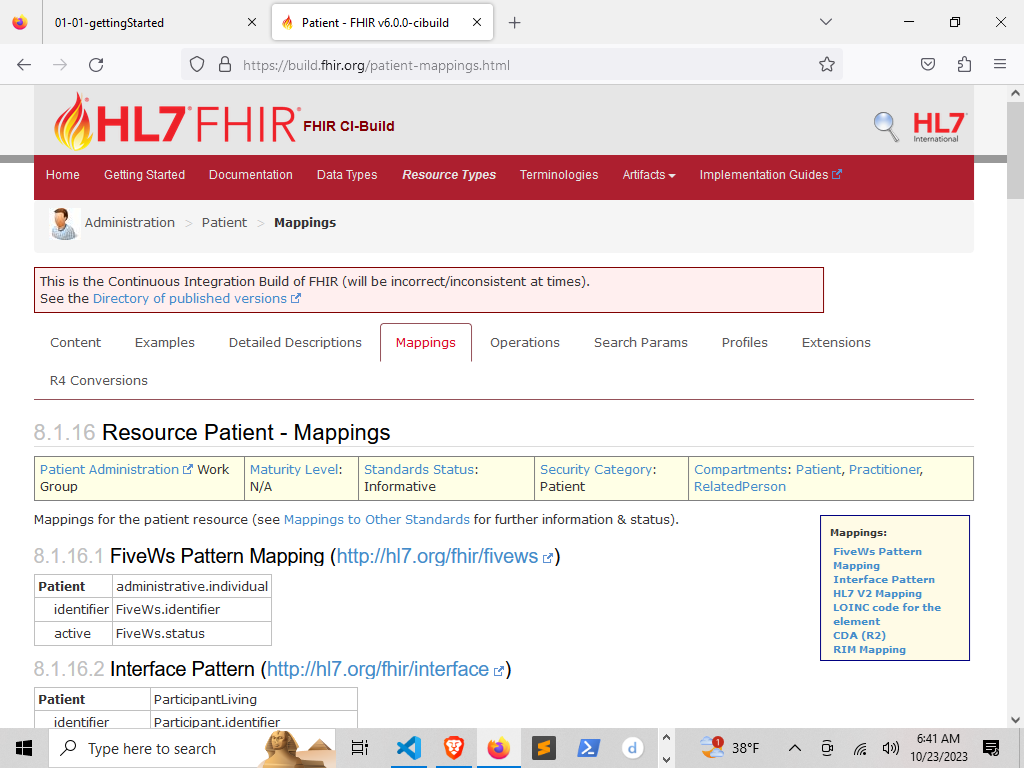 01-01-gettingStarted
Patient - FHIR v6.0.0-cibuild
https://build.fhir.org/patient-mappings.html
HL7 FHIR FHIR CI-Build
HL7 International
Home Getting Started Documentation Data Types Resource Types Terminologies Artifacts Implementation Guides
Administration > Patient > Mappings
This is the Continuous Integration Build of FHIR (will be incorrect/inconsistent at times).
See the Directory of published versions
Content Examples Detailed Descriptions Mappings Operations Search Params Profiles Extensions
R4 Conversions
8.1.16 Resource Patient - Mappings
Patient Administration Work Group
Maturity Level: N/A
Standards Status: Informative
Security Category: Patient
Compartments: Patient, Practitioner, RelatedPerson
Mappings for the patient resource (see Mappings to Other Standards for further information & status).
Mappings:
FiveWs Pattern
Mapping
Interface Pattern
HL7 V2 Mapping
LOINC code for the
element
CDA (R2)
RIM Mapping
8.1.16.1 FiveWs Pattern Mapping (http://hl7.org/fhir/fivews)
Patient administrative.individual
identifier FiveWs.identifier
active FiveWs.status
8.1.16.2 Interface Pattern (http://hl7.org/fhir/interface)
Patient ParticipantLiving
identifier Participant.identifier
Type here to search
d
1
38°F
6:41 AM
10/23/2023